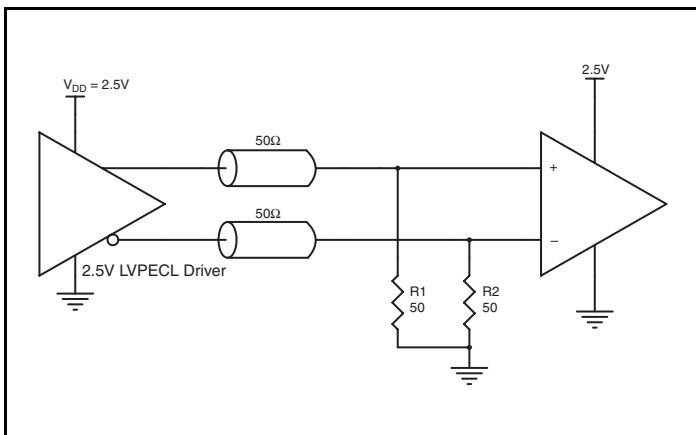 V_DD = 2.5V
2.5V
50Ω
+
50Ω
−
2.5V LVPECL Driver
R1
50
R2
50